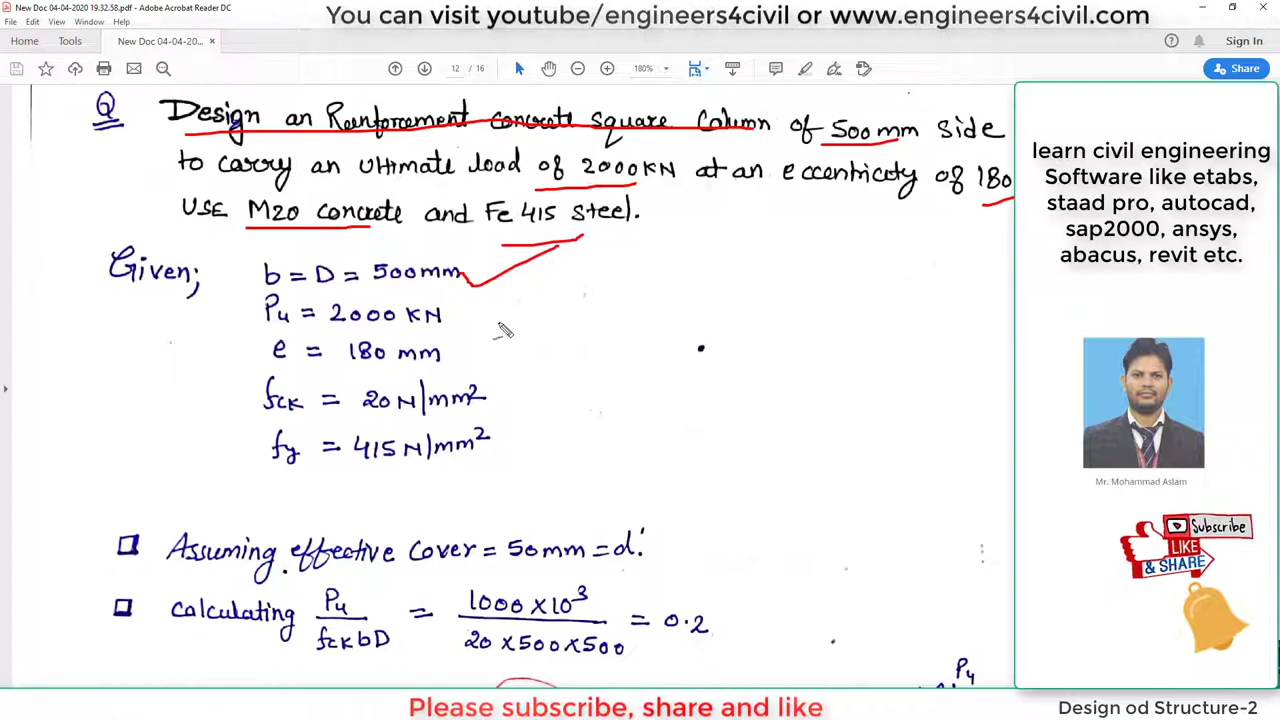 New Doc 04-04-2020 19.32.58.pdf - Adobe Acrobat Reader DC
You can visit youtube/engineers4civil or www.engineers4civil.com
File Edit View Window Help
Home Tools New Doc 04-04-20... × Sign In
12 / 16 180% Share
Q Design an Reinforcement concrete square column of 500 mm side
to carry an ultimate load of 2000KN at an eccentricity of 180
USE M20 concrete and Fe 415 steel.
Given; b = D = 500mm
Pu = 2000 KN
e = 180 mm
fck = 20 N/mm2
fy = 415 N/mm2
Assuming effective cover = 50mm = d'.
calculating Pu/fckbD = 1000 × 10^3 / 20 × 500 × 500 = 0.2
Pu
learn civil engineering
Software like etabs,
staad pro, autocad,
sap2000, ansys,
abacus, revit etc.
Mr. Mohammad Aslam
Subscribe
LIKE
& SHARE
Please subscribe, share and like
Design od Structure-2